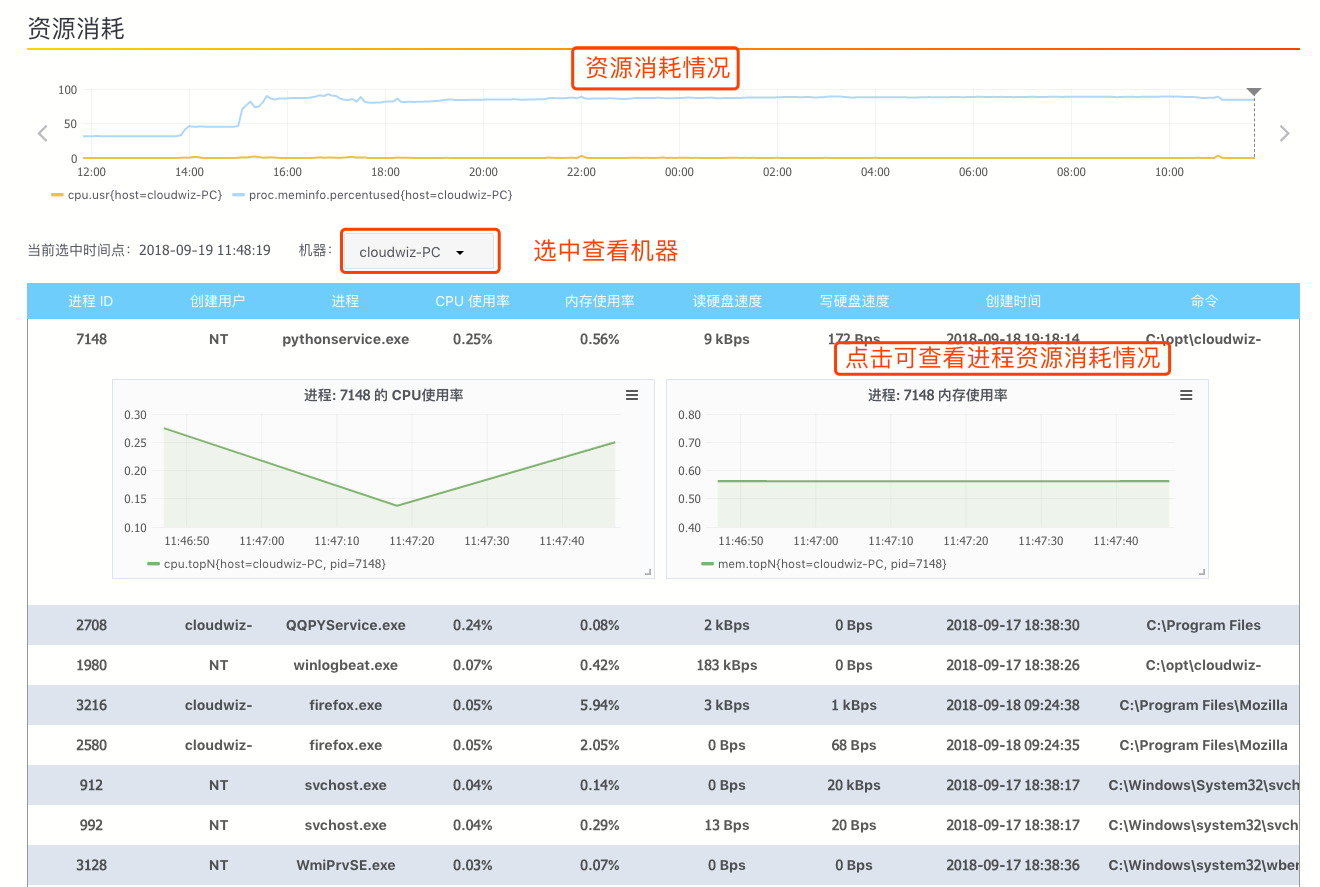 资源消耗
资源消耗情况
100
50
0
12:00 14:00 16:00 18:00 20:00 22:00 00:00 02:00 04:00 06:00 08:00 10:00
cpu.usr{host=cloudwiz-PC} proc.meminfo.percentused{host=cloudwiz-PC}
当前选中时间点: 2018-09-19 11:48:19 机器: cloudwiz-PC 选中查看机器
进程 ID 创建用户 进程 CPU 使用率 内存使用率 读硬盘速度 写硬盘速度 创建时间 命令
7148 NT pythonservice.exe 0.25% 0.56% 9 kBps 172 Bps 2018-09-18 19:18:14 C:\opt\cloudwiz-
点击可查看进程资源消耗情况
进程: 7148 的 CPU使用率
0.30
0.25
0.20
0.15
0.10
11:46:50 11:47:00 11:47:10 11:47:20 11:47:30 11:47:40
cpu.topN{host=cloudwiz-PC, pid=7148}
进程: 7148 内存使用率
0.80
0.70
0.60
0.50
0.40
11:46:50 11:47:00 11:47:10 11:47:20 11:47:30 11:47:40
mem.topN{host=cloudwiz-PC, pid=7148}
2708 cloudwiz- QQPYService.exe 0.24% 0.08% 2 kBps 0 Bps 2018-09-17 18:38:30 C:\Program Files
1980 NT winlogbeat.exe 0.07% 0.42% 183 kBps 0 Bps 2018-09-17 18:38:26 C:\opt\cloudwiz-
3216 cloudwiz- firefox.exe 0.05% 5.94% 3 kBps 1 kBps 2018-09-18 09:24:38 C:\Program Files\Mozilla
2580 cloudwiz- firefox.exe 0.05% 2.05% 0 Bps 68 Bps 2018-09-18 09:24:35 C:\Program Files\Mozilla
912 NT svchost.exe 0.04% 0.14% 0 Bps 20 kBps 2018-09-17 18:38:17 C:\Windows\System32\svch
992 NT svchost.exe 0.04% 0.29% 13 Bps 20 Bps 2018-09-17 18:38:17 C:\Windows\system32\svch
3128 NT WmiPrvSE.exe 0.03% 0.07% 0 Bps 0 Bps 2018-09-17 18:38:36 C:\Windows\system32\wber